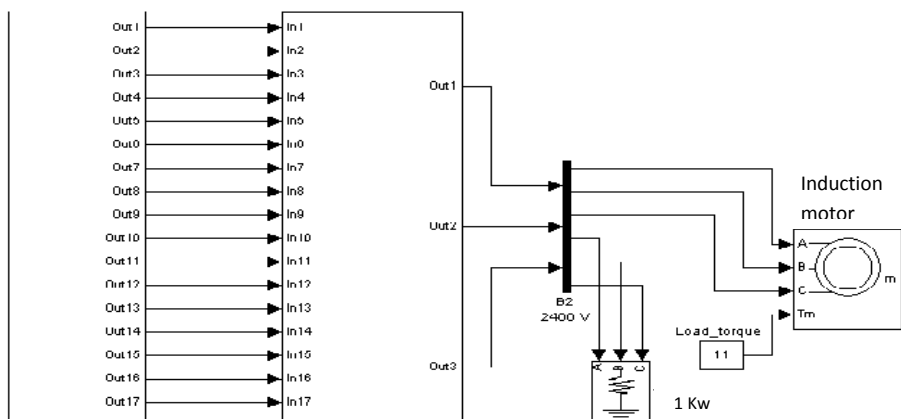 Out1 In1
Out2 In2
Out3 In3
Out4 In4
Out5 In5
Out6 In6
Out7 In7
Out8 In8
Out9 In9
Out10 In10
Out11 In11
Out12 In12
Out13 In13
Out14 In14
Out15 In15
Out16 In16
Out17 In17
Out1
Out2
Out3
B2
2400 V
A B C
1 Kw
Load_torque
11
Induction
motor
A
B
C
m
Tm